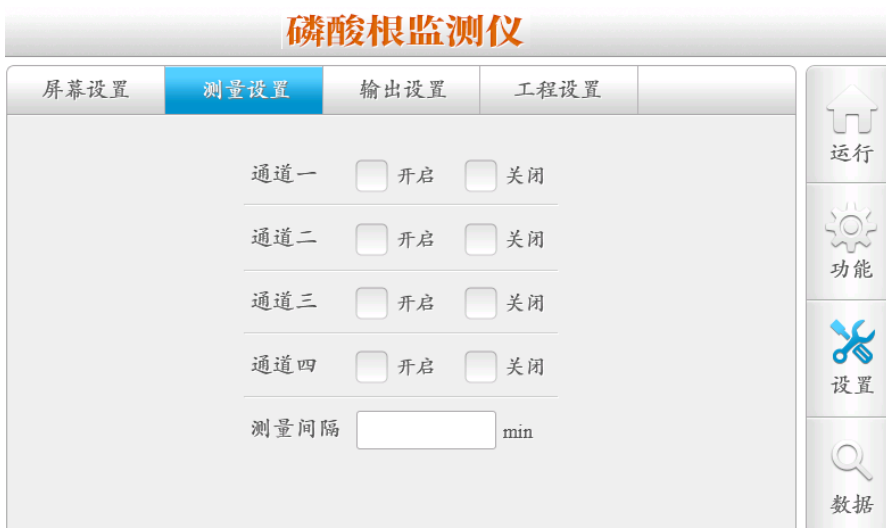 磷酸根监测仪
屏幕设置 测量设置 输出设置 工程设置
运行
通道一 开启 关闭
通道二 开启 关闭
功能
通道三 开启 关闭
通道四 开启 关闭
设置
测量间隔 min
数据